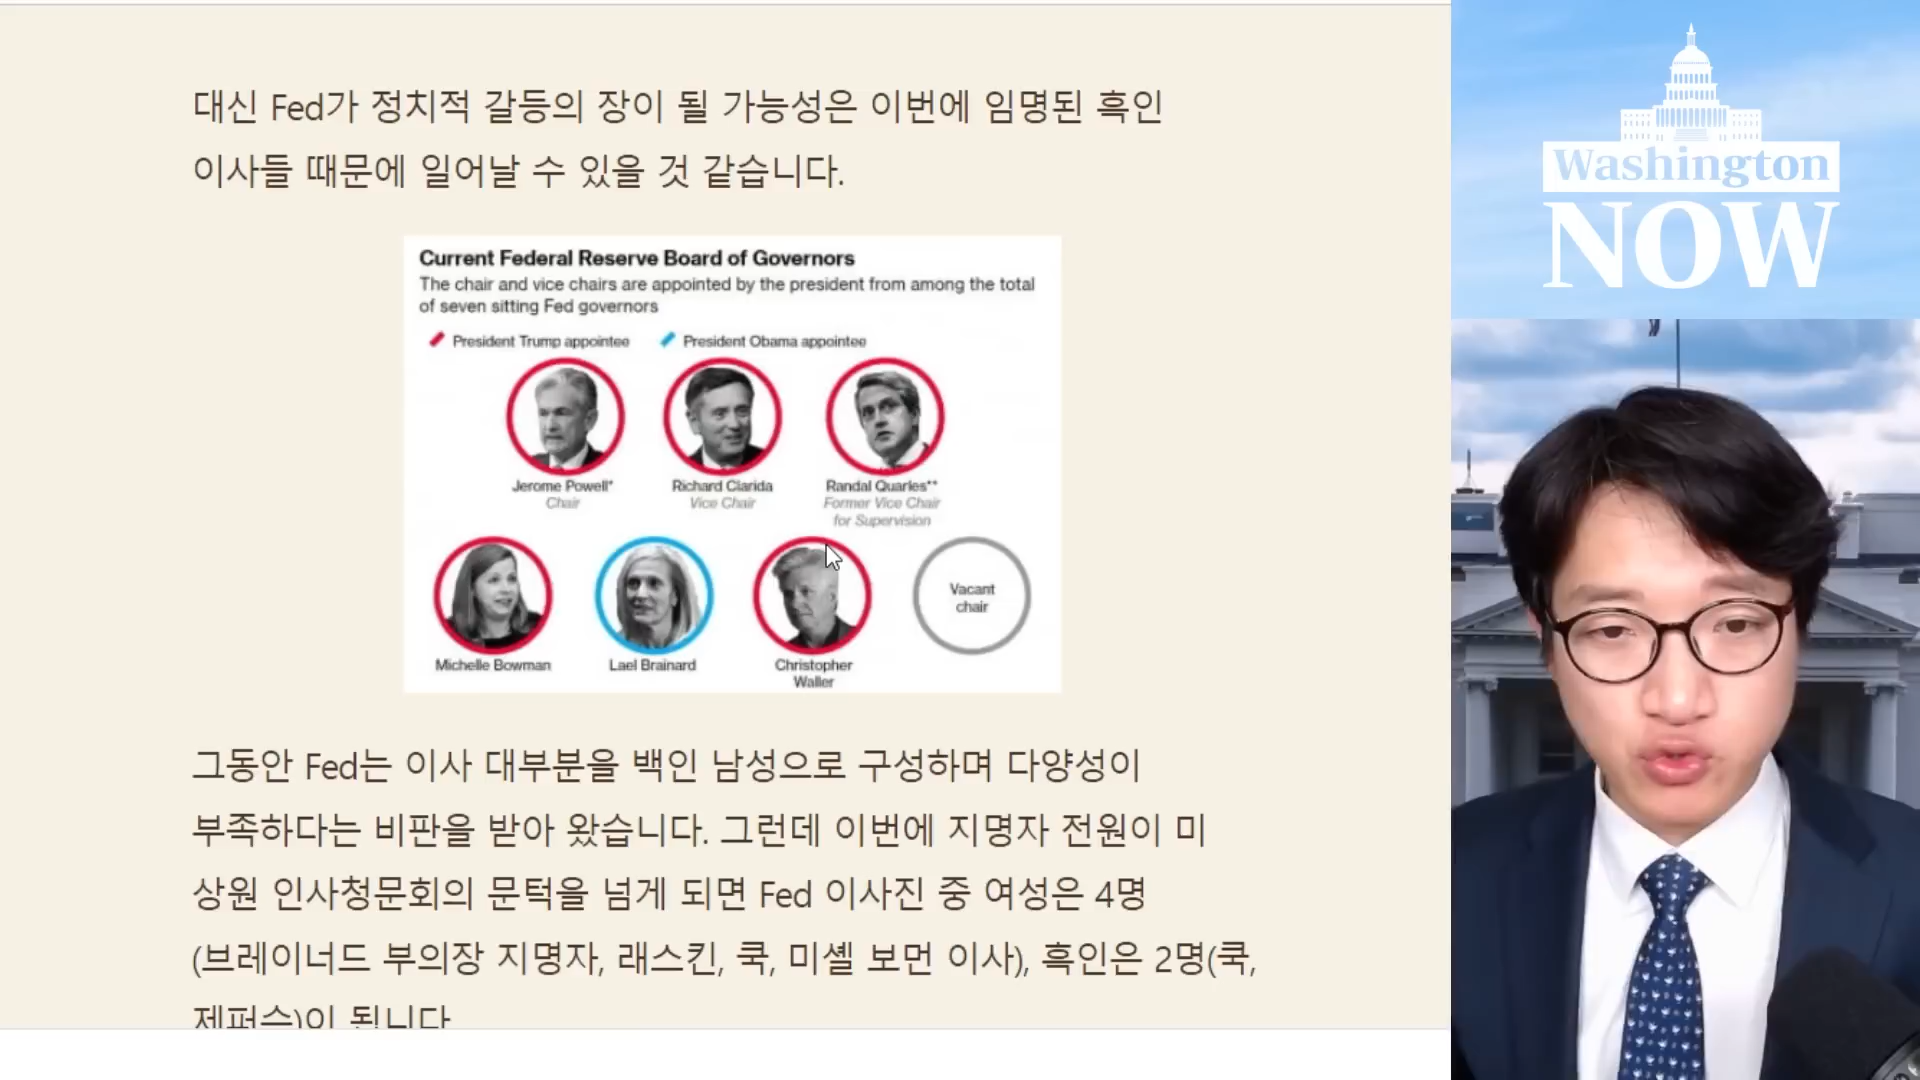 대신 Fed가 정치적 갈등의 장이 될 가능성은 이번에 임명된 흑인
이사들 때문에 일어날 수 있을 것 같습니다.
Current Federal Reserve Board of Governors
The chair and vice chairs are appointed by the president from among the total
of seven sitting Fed governors
President Trump appointee
President Obama appointee
Jerome Powell*
Chair
Richard Clarida
Vice Chair
Randal Quarles**
Former Vice Chair
for Supervision
Michelle Bowman
Lael Brainard
Christopher
Waller
Vacant
chair
그동안 Fed는 이사 대부분을 백인 남성으로 구성하며 다양성이
부족하다는 비판을 받아 왔습니다. 그런데 이번에 지명자 전원이 미
상원 인사청문회의 문턱을 넘게 되면 Fed 이사진 중 여성은 4명
(브레이너드 부의장 지명자, 래스킨, 쿡, 미셸 보먼 이사), 흑인은 2명(쿡,
제퍼슨)이 됩니다
Washington
NOW